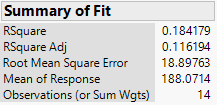 Summary of Fit
RSquare 0.184179
RSquare Adj 0.116194
Root Mean Square Error 18.89763
Mean of Response 188.0714
Observations (or Sum Wgts) 14